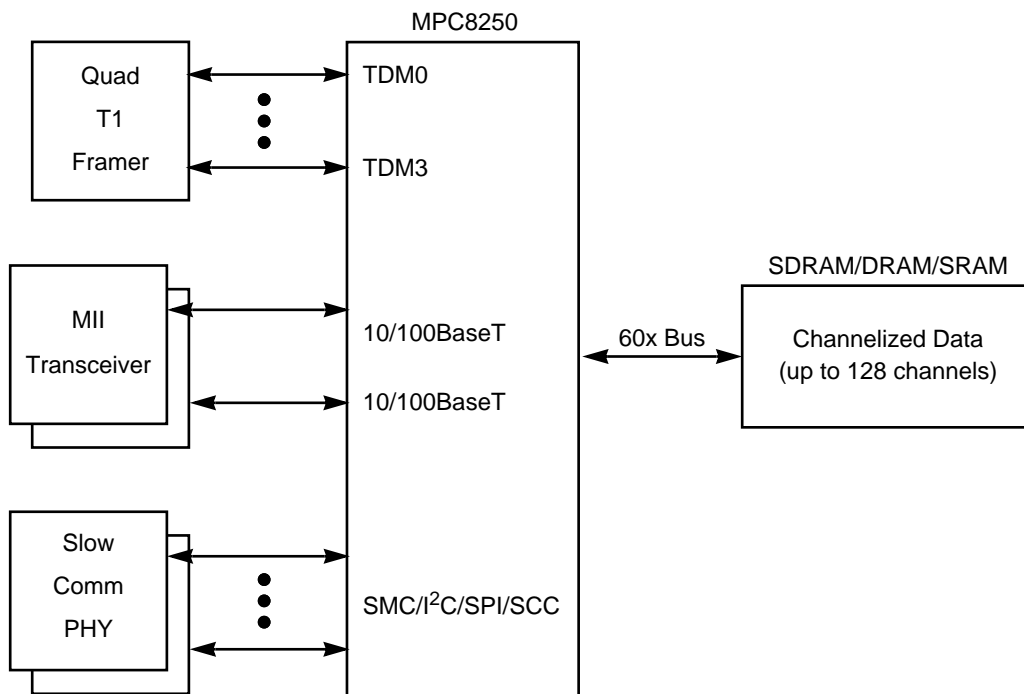 MPC8250
Quad
T1
Framer
TDM0
TDM3
MII
Transceiver
10/100BaseT
10/100BaseT
Slow
Comm
PHY
SMC/I²C/SPI/SCC
60x Bus
SDRAM/DRAM/SRAM
Channelized Data
(up to 128 channels)